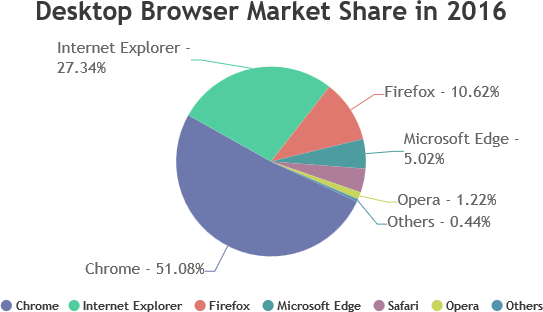 Desktop Browser Market Share in 2016
Internet Explorer -
27.34%
Firefox - 10.62%
Microsoft Edge -
5.02%
Opera - 1.22%
Others - 0.44%
Chrome - 51.08%
Chrome Internet Explorer Firefox Microsoft Edge Safari Opera Others